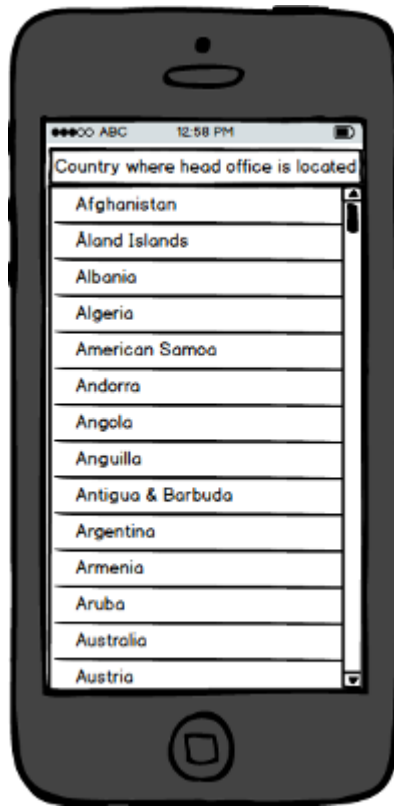 ABC 12:58 PM
Country where head office is located
Afghanistan
Åland Islands
Albania
Algeria
American Samoa
Andorra
Angola
Anguilla
Antigua & Barbuda
Argentina
Armenia
Aruba
Australia
Austria